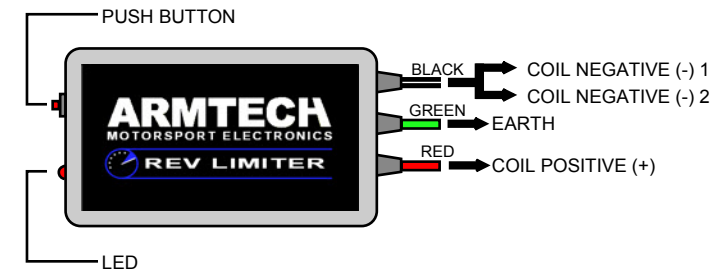 PUSH BUTTON
BLACK
COIL NEGATIVE (-) 1
COIL NEGATIVE (-) 2
GREEN
EARTH
RED
COIL POSITIVE (+)
ARMTECH
MOTORSPORT ELECTRONICS
REV LIMITER
LED